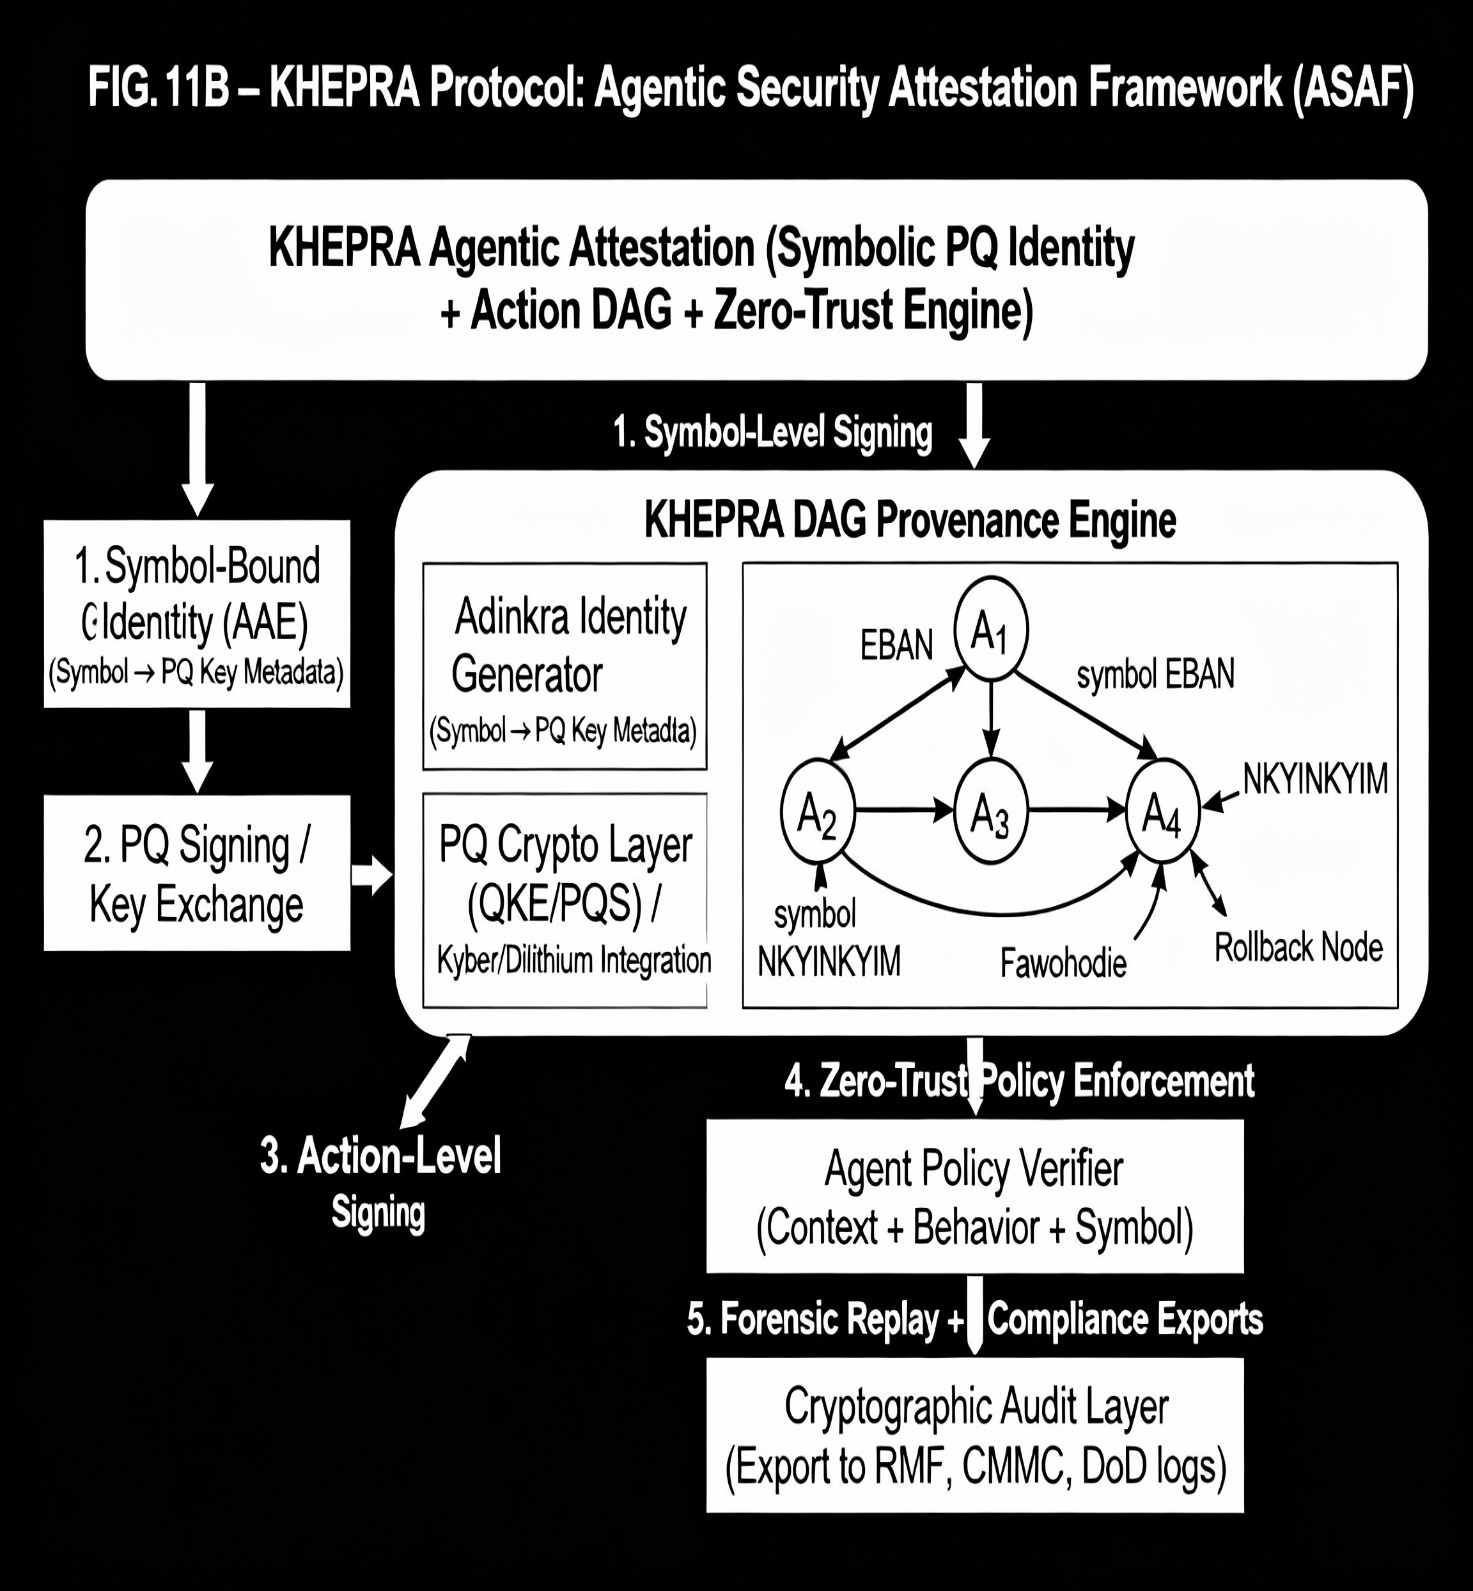 FIG. 11B – KHEPRA Protocol: Agentic Security Attestation Framework (ASAF)
KHEPRA Agentic Attestation (Symbolic PQ Identity
+ Action DAG + Zero-Trust Engine)
1. Symbol-Level Signing
1. Symbol-Bound
Identity (AAE)
(Symbol → PQ Key Metadata)
2. PQ Signing /
Key Exchange
KHEPRA DAG Provenance Engine
Adinkra Identity
Generator
(Symbol → PQ Key Metadta)
PQ Crypto Layer
(QKE/PQS) /
Kyber/Dilithium Integration
A1
EBAN
symbol EBAN
NKYINKYIM
A2
A3
A4
symbol
NKYINKYIM
Fawohodie
Rollback Node
3. Action-Level
Signing
4. Zero-Trust Policy Enforcement
Agent Policy Verifier
(Context + Behavior + Symbol)
5. Forensic Replay + Compliance Exports
Cryptographic Audit Layer
(Export to RMF, CMMC, DoD logs)